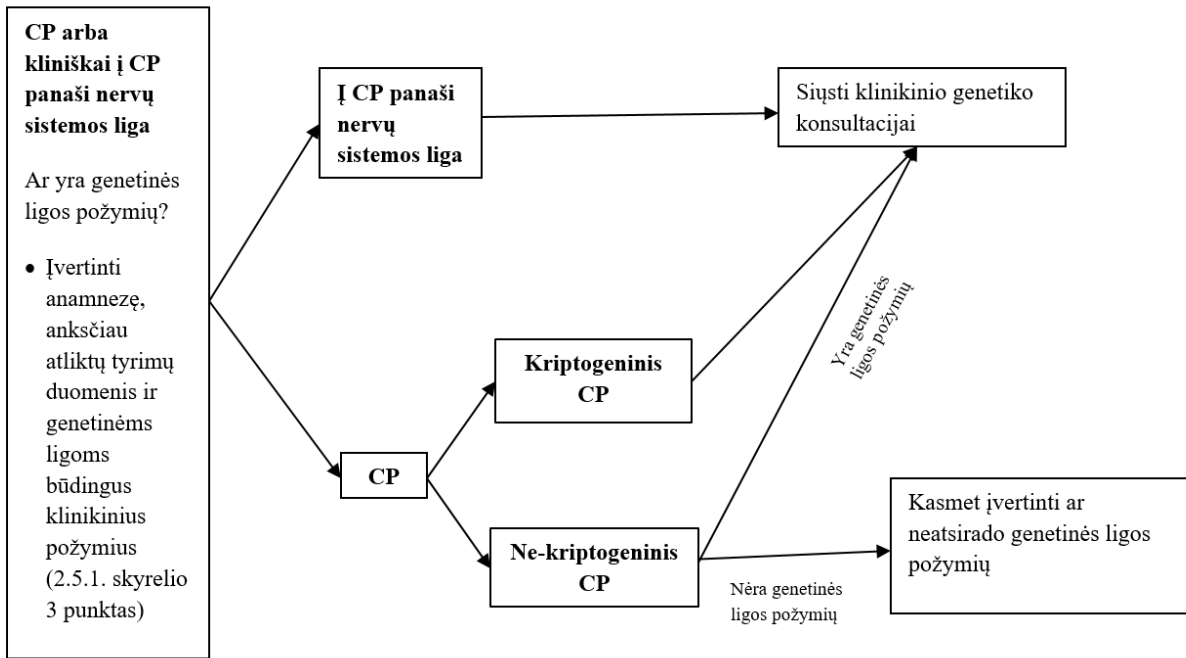 CP arba
kliniškai į CP
panaši nervų
sistemos liga
Ar yra genetinės
ligos požymių?
• Įvertinti
anamnezę,
anksčiau
atliktų tyrimų
duomenis ir
genetinėms
ligoms
būdingus
klinikinius
požymius
(2.5.1. skyrelio
3 punktas)
Į CP panaši
nervų
sistemos liga
Siųsti klinikinio genetiko
konsultacijai
Kriptogeninis
CP
Yra genetinės
ligos požymių
CP
Ne-kriptogeninis
CP
Nėra genetinės
ligos požymių
Kasmet įvertinti ar
neatsirado genetinės ligos
požymių